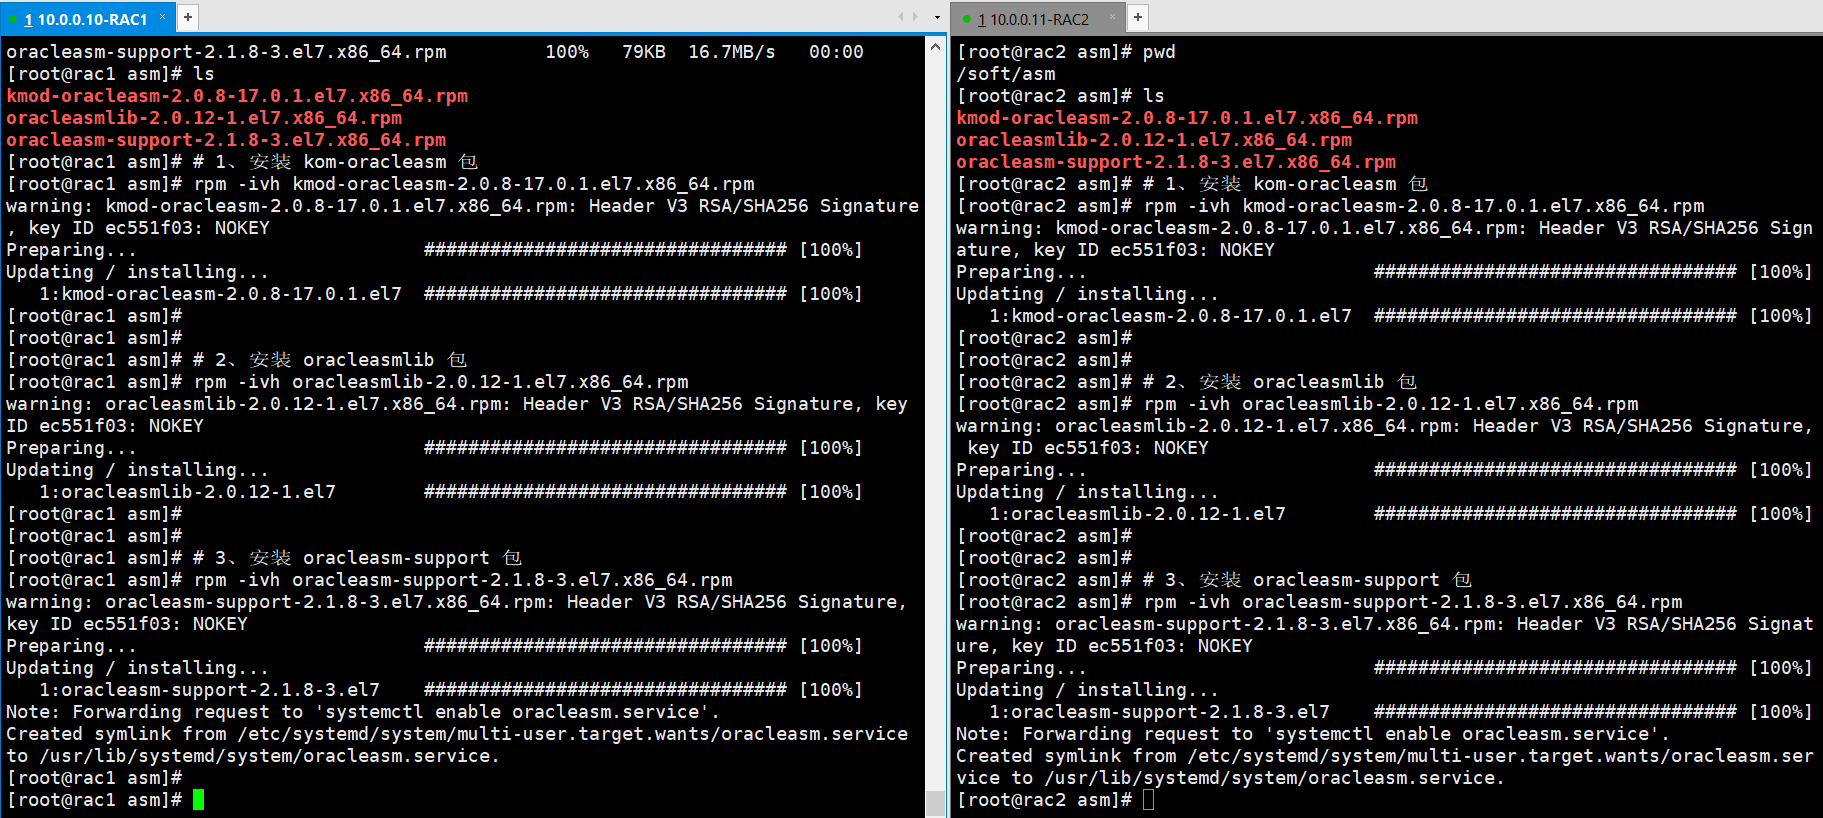 1 10.0.0.10-RAC1 × +
oracleasm-support-2.1.8-3.el7.x86_64.rpm         100%   79KB  16.7MB/s   00:00
[root@rac1 asm]# ls
kmod-oracleasm-2.0.8-17.0.1.el7.x86_64.rpm
oracleasmlib-2.0.12-1.el7.x86_64.rpm
oracleasm-support-2.1.8-3.el7.x86_64.rpm
[root@rac1 asm]# # 1、安装 kom-oracleasm 包
[root@rac1 asm]# rpm -ivh kmod-oracleasm-2.0.8-17.0.1.el7.x86_64.rpm
warning: kmod-oracleasm-2.0.8-17.0.1.el7.x86_64.rpm: Header V3 RSA/SHA256 Signature
, key ID ec551f03: NOKEY
Preparing...                          ################################# [100%]
Updating / installing...
   1:kmod-oracleasm-2.0.8-17.0.1.el7  ################################# [100%]
[root@rac1 asm]#
[root@rac1 asm]#
[root@rac1 asm]# # 2、安装 oracleasmlib 包
[root@rac1 asm]# rpm -ivh oracleasmlib-2.0.12-1.el7.x86_64.rpm
warning: oracleasmlib-2.0.12-1.el7.x86_64.rpm: Header V3 RSA/SHA256 Signature, key
ID ec551f03: NOKEY
Preparing...                          ################################# [100%]
Updating / installing...
   1:oracleasmlib-2.0.12-1.el7        ################################# [100%]
[root@rac1 asm]#
[root@rac1 asm]#
[root@rac1 asm]# # 3、安装 oracleasm-support 包
[root@rac1 asm]# rpm -ivh oracleasm-support-2.1.8-3.el7.x86_64.rpm
warning: oracleasm-support-2.1.8-3.el7.x86_64.rpm: Header V3 RSA/SHA256 Signature,
key ID ec551f03: NOKEY
Preparing...                          ################################# [100%]
Updating / installing...
   1:oracleasm-support-2.1.8-3.el7    ################################# [100%]
Note: Forwarding request to 'systemctl enable oracleasm.service'.
Created symlink from /etc/systemd/system/multi-user.target.wants/oracleasm.service
to /usr/lib/systemd/system/oracleasm.service.
[root@rac1 asm]#
[root@rac1 asm]#
1 10.0.0.11-RAC2 × +
[root@rac2 asm]# pwd
/soft/asm
[root@rac2 asm]# ls
kmod-oracleasm-2.0.8-17.0.1.el7.x86_64.rpm
oracleasmlib-2.0.12-1.el7.x86_64.rpm
oracleasm-support-2.1.8-3.el7.x86_64.rpm
[root@rac2 asm]# # 1、安装 kom-oracleasm 包
[root@rac2 asm]# rpm -ivh kmod-oracleasm-2.0.8-17.0.1.el7.x86_64.rpm
warning: kmod-oracleasm-2.0.8-17.0.1.el7.x86_64.rpm: Header V3 RSA/SHA256 Sign
ature, key ID ec551f03: NOKEY
Preparing...                          ################################# [100%]
Updating / installing...
   1:kmod-oracleasm-2.0.8-17.0.1.el7  ################################# [100%]
[root@rac2 asm]#
[root@rac2 asm]#
[root@rac2 asm]# # 2、安装 oracleasmlib 包
[root@rac2 asm]# rpm -ivh oracleasmlib-2.0.12-1.el7.x86_64.rpm
warning: oracleasmlib-2.0.12-1.el7.x86_64.rpm: Header V3 RSA/SHA256 Signature,
 key ID ec551f03: NOKEY
Preparing...                          ################################# [100%]
Updating / installing...
   1:oracleasmlib-2.0.12-1.el7        ################################# [100%]
[root@rac2 asm]#
[root@rac2 asm]#
[root@rac2 asm]# # 3、安装 oracleasm-support 包
[root@rac2 asm]# rpm -ivh oracleasm-support-2.1.8-3.el7.x86_64.rpm
warning: oracleasm-support-2.1.8-3.el7.x86_64.rpm: Header V3 RSA/SHA256 Signat
ure, key ID ec551f03: NOKEY
Preparing...                          ################################# [100%]
Updating / installing...
   1:oracleasm-support-2.1.8-3.el7    ################################# [100%]
Note: Forwarding request to 'systemctl enable oracleasm.service'.
Created symlink from /etc/systemd/system/multi-user.target.wants/oracleasm.ser
vice to /usr/lib/systemd/system/oracleasm.service.
[root@rac2 asm]#